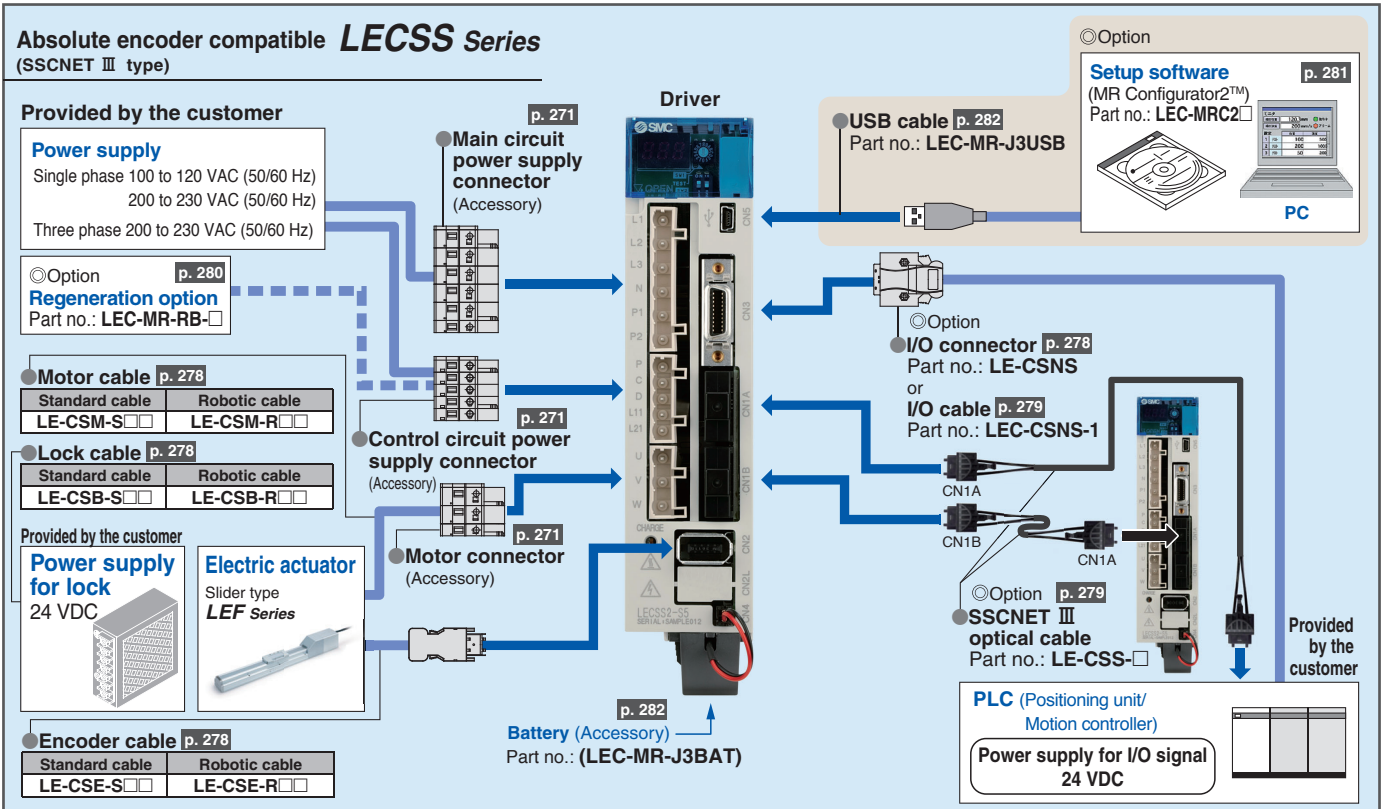 Absolute encoder compatible LECSS Series
(SSCNET Ⅲ type)
Provided by the customer
Power supply
Single phase 100 to 120 VAC (50/60 Hz)
200 to 230 VAC (50/60 Hz)
Three phase 200 to 230 VAC (50/60 Hz)
◎Option p. 280
Regeneration option
Part no.: LEC-MR-RB-□
●Motor cable p. 278
Standard cable Robotic cable
LE-CSM-S□□ LE-CSM-R□□
●Lock cable p. 278
Standard cable Robotic cable
LE-CSB-S□□ LE-CSB-R□□
Provided by the customer
Power supply
for lock
24 VDC
Electric actuator
Slider type
LEF Series
●Encoder cable p. 278
Standard cable Robotic cable
LE-CSE-S□□ LE-CSE-R□□
p. 271
●Main circuit
power supply
connector
(Accessory)
p. 271
●Control circuit power
supply connector
(Accessory)
p. 271
●Motor connector
(Accessory)
Driver
SMC
OPEN
L1
L2
L3
N
P1
P2
P
C
D
L11
L21
U
V
W
CHARGE
CN5
CN3
CN1A
CN1B
CN2
CN2L
CN4
LECSS2-S5
p. 282
Battery (Accessory)
Part no.: (LEC-MR-J3BAT)
◎Option
Setup software p. 281
(MR Configurator2™)
Part no.: LEC-MRC2□
PC
●USB cable p. 282
Part no.: LEC-MR-J3USB
◎Option
●I/O connector p. 278
Part no.: LE-CSNS
or
I/O cable p. 279
Part no.: LEC-CSNS-1
CN1A
CN1B
CN1A
SMC
◎Option p. 279
●SSCNET Ⅲ
optical cable
Part no.: LE-CSS-□
Provided
by the
customer
PLC (Positioning unit/
Motion controller)
Power supply for I/O signal
24 VDC